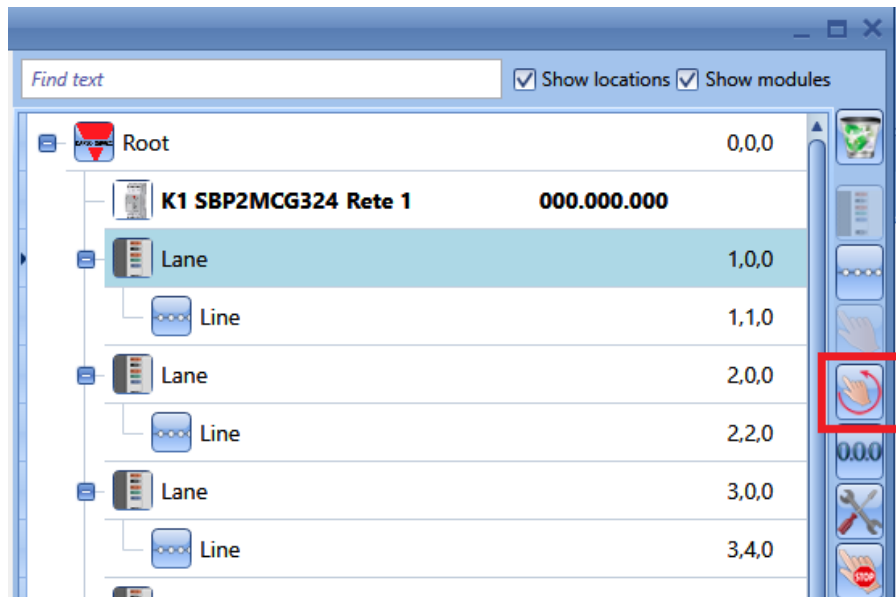 Find text Show locations Show modules
Root 0,0,0
K1 SBP2MCG324 Rete 1 000.000.000
Lane 1,0,0
Line 1,1,0
Lane 2,0,0
Line 2,2,0
0.0.0
Lane 3,0,0
Line 3,4,0
STOP